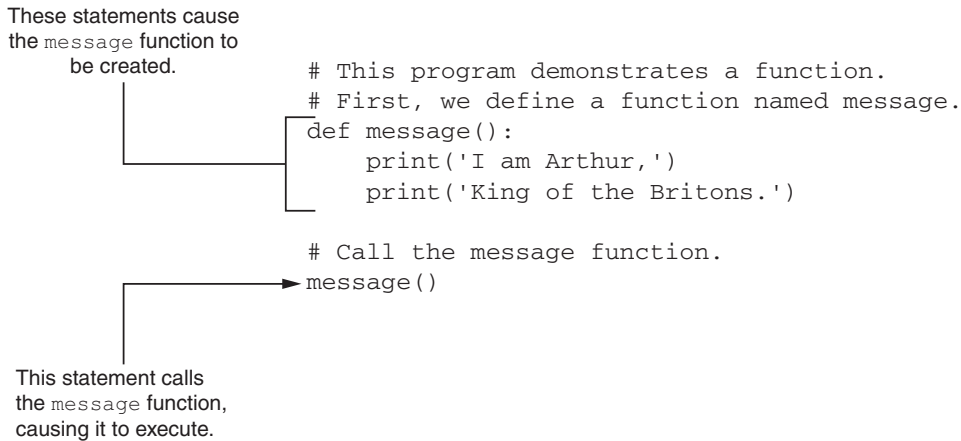 These statements cause
the message function to
be created.
# This program demonstrates a function.
# First, we define a function named message.
def message():
    print('I am Arthur,')
    print('King of the Britons.')
# Call the message function.
message()
This statement calls
the message function,
causing it to execute.